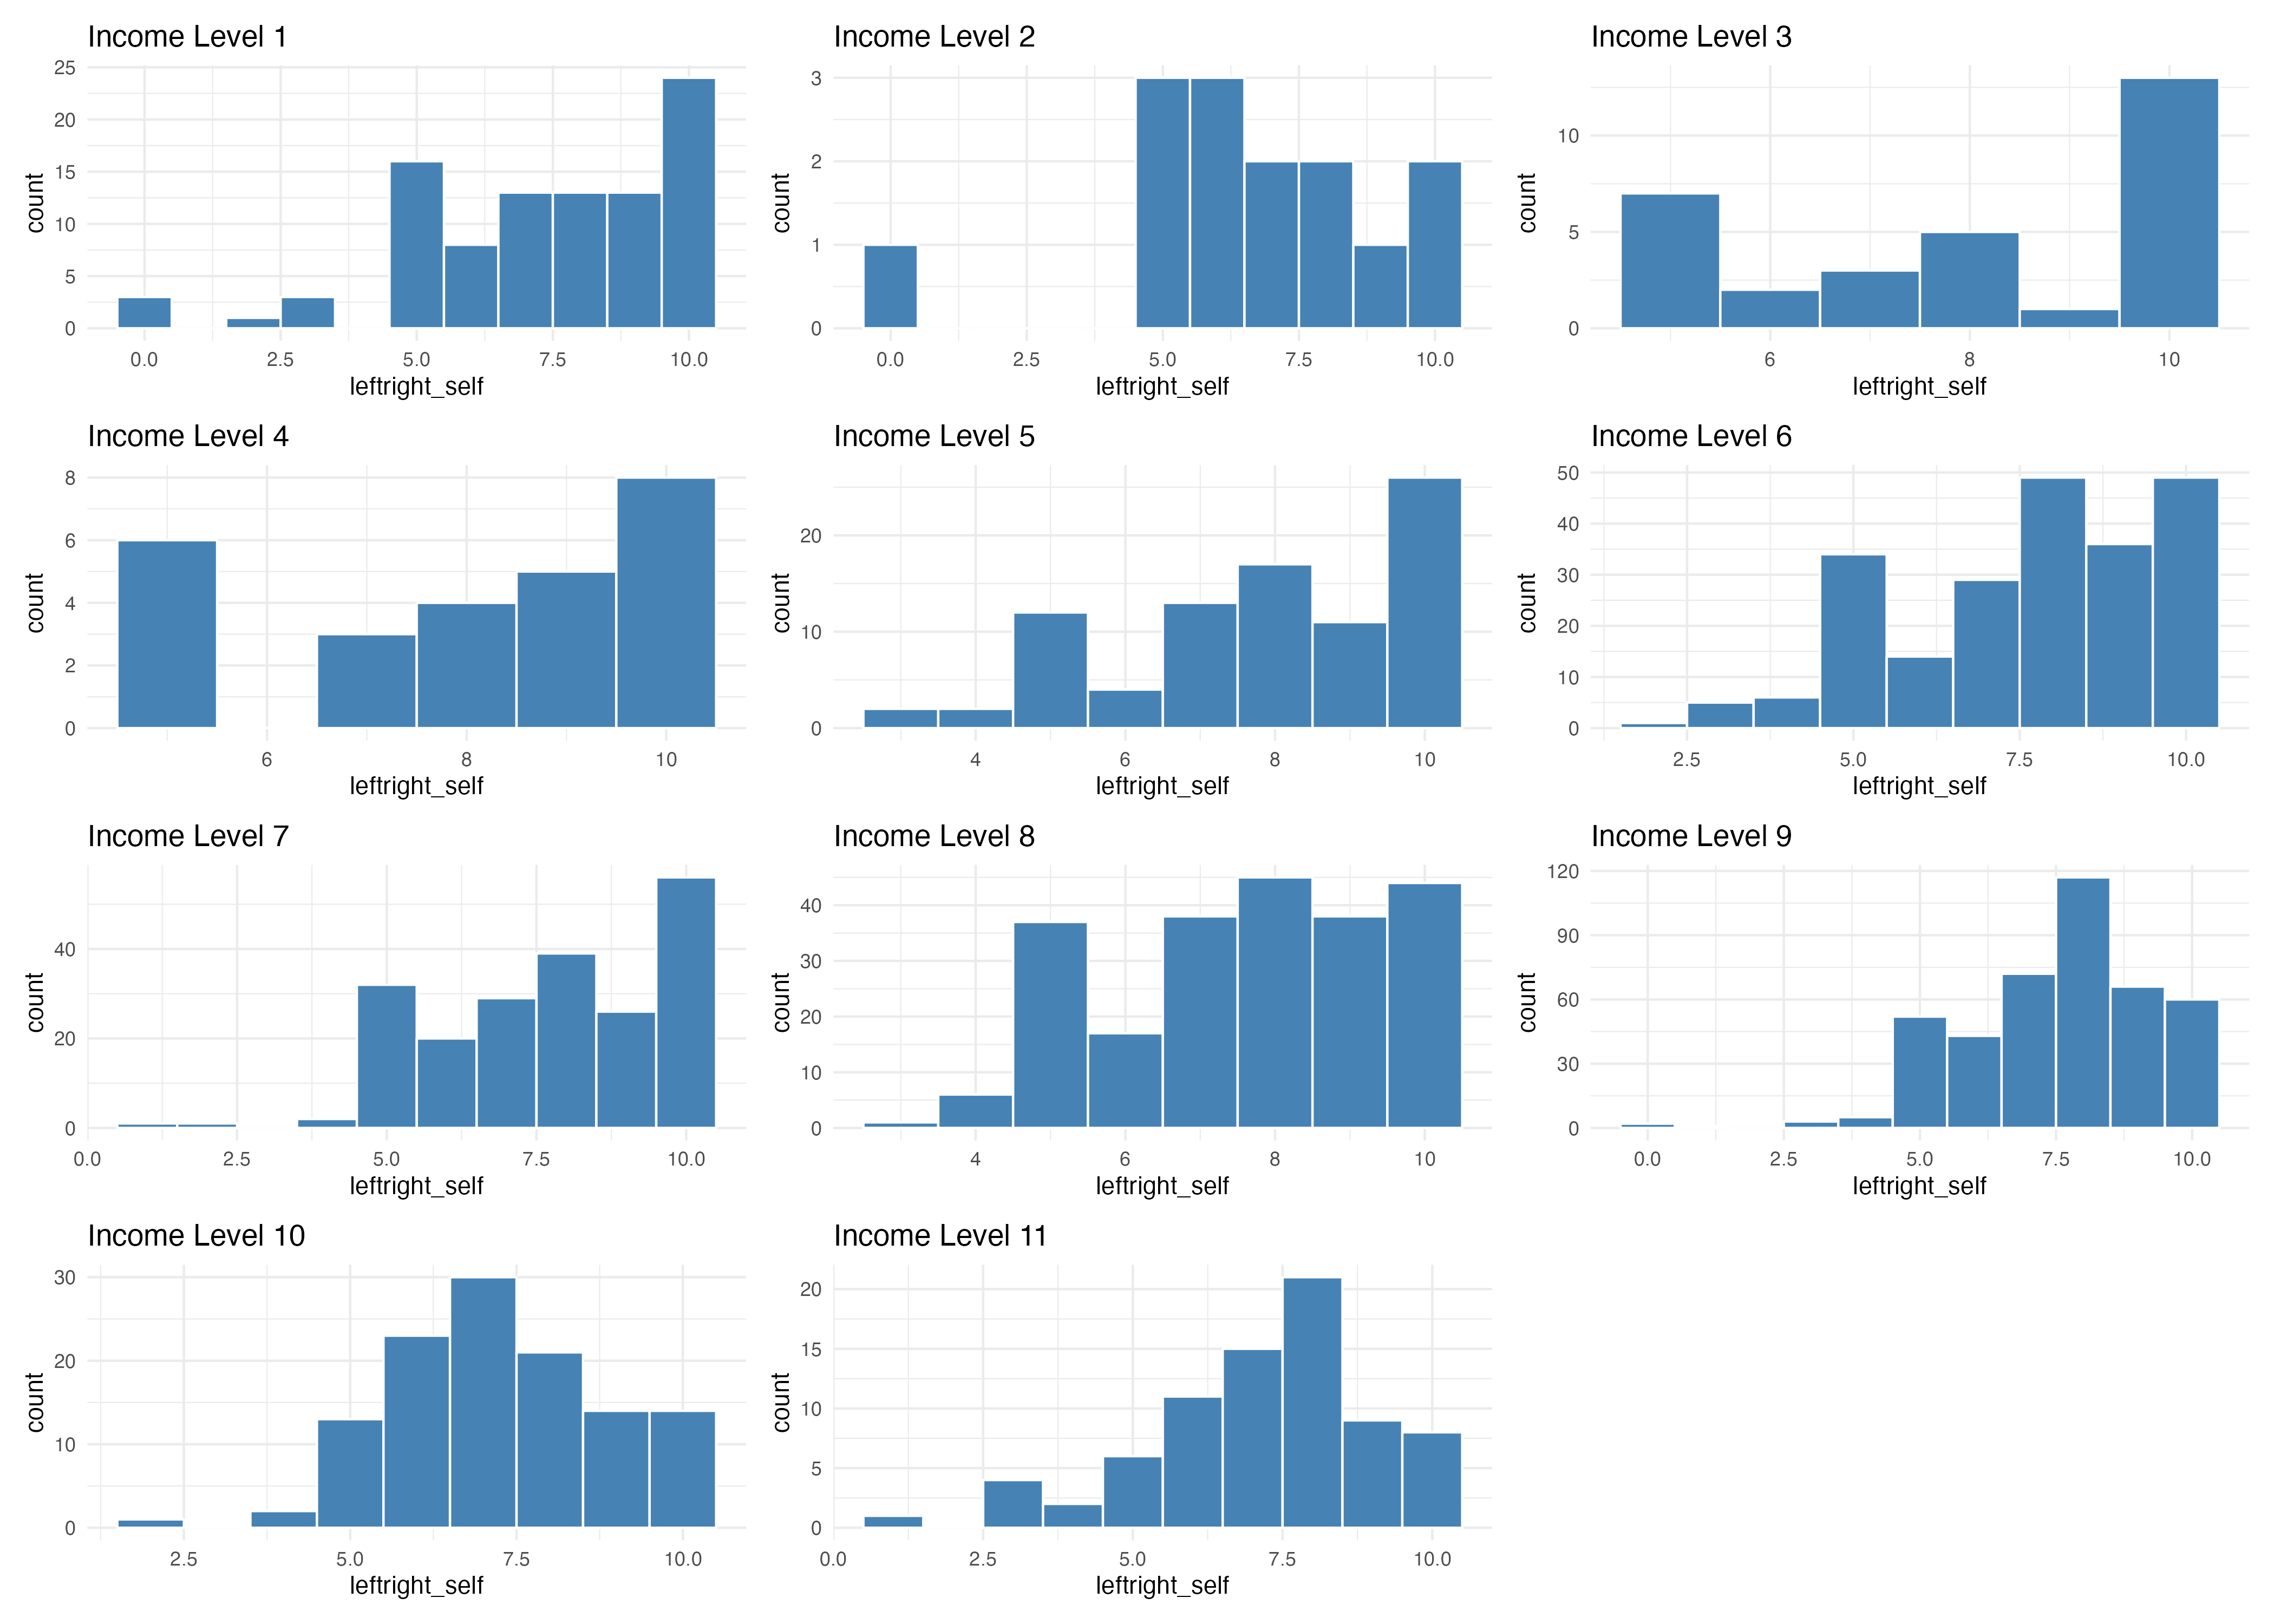 Income Level 1
25
20
15
10
5
0
count
0.0 2.5 5.0 7.5 10.0
leftright_self
Income Level 2
3
2
1
0
count
0.0 2.5 5.0 7.5 10.0
leftright_self
Income Level 3
10
5
0
count
6 8 10
leftright_self
Income Level 4
8
6
4
2
0
count
6 8 10
leftright_self
Income Level 5
20
10
0
count
4 6 8 10
leftright_self
Income Level 6
50
40
30
20
10
0
count
2.5 5.0 7.5 10.0
leftright_self
Income Level 7
40
20
0
count
0.0 2.5 5.0 7.5 10.0
leftright_self
Income Level 8
40
30
20
10
0
count
4 6 8 10
leftright_self
Income Level 9
120
90
60
30
0
count
0.0 2.5 5.0 7.5 10.0
leftright_self
Income Level 10
30
20
10
0
count
2.5 5.0 7.5 10.0
leftright_self
Income Level 11
20
15
10
5
0
count
0.0 2.5 5.0 7.5 10.0
leftright_self